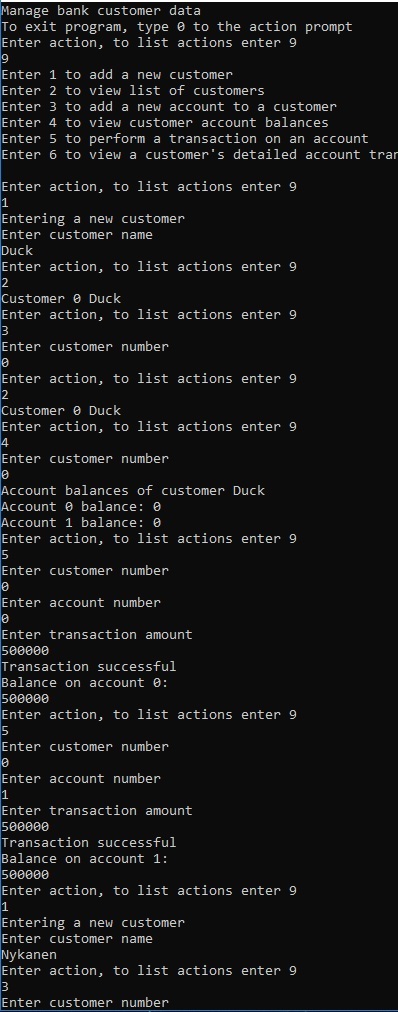 Manage bank customer data
To exit program, type 0 to the action prompt
Enter action, to list actions enter 9
9
Enter 1 to add a new customer
Enter 2 to view list of customers
Enter 3 to add a new account to a customer
Enter 4 to view customer account balances
Enter 5 to perform a transaction on an account
Enter 6 to view a customer's detailed account tran
Enter action, to list actions enter 9
1
Entering a new customer
Enter customer name
Duck
Enter action, to list actions enter 9
2
Customer 0 Duck
Enter action, to list actions enter 9
3
Enter customer number
0
Enter action, to list actions enter 9
2
Customer 0 Duck
Enter action, to list actions enter 9
4
Enter customer number
0
Account balances of customer Duck
Account 0 balance: 0
Account 1 balance: 0
Enter action, to list actions enter 9
5
Enter customer number
0
Enter account number
0
Enter transaction amount
500000
Transaction successful
Balance on account 0:
500000
Enter action, to list actions enter 9
5
Enter customer number
0
Enter account number
1
Enter transaction amount
500000
Transaction successful
Balance on account 1:
500000
Enter action, to list actions enter 9
1
Entering a new customer
Enter customer name
Nykanen
Enter action, to list actions enter 9
3
Enter customer number